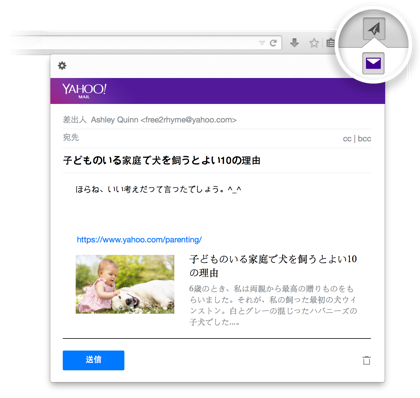 YAHOO!
MAIL
差出人 Ashley Quinn <free2rhyme@yahoo.com>
宛先 cc | bcc
子どものいる家庭で犬を飼うとよい10の理由
ほらね、いい考えだって言ったでしょう。^_^
https://www.yahoo.com/parenting/
子どものいる家庭で犬を飼うとよい10
の理由
6歳のとき、私は両親から最高の贈りものをも
らいました。それが、私の飼った最初の犬ウィ
ンストン。白とグレーの混じったハバニーズの
子犬でした...。
送信